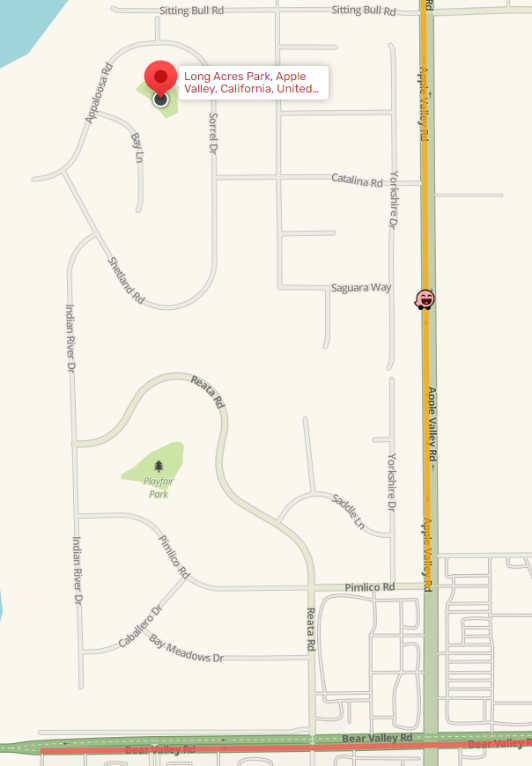 Sitting Bull Rd
Sitting Bull Rd
Rd
Long Acres Park, Apple
Valley, California, United...
Appaloosa Rd
Apple Valley Rd
Sorrel Dr
Bay Ln
Catalina Rd
Yorkshire Dr
Shetland Rd
Saguara Way
Indian River Dr
Reata Rd
Apple Valley Rd
Playfair
Park
Yorkshire Dr
Saddle Ln
Apple Valley Rd
Indian River Dr
Pimlico Rd
Pimlico Rd
Caballero Dr
Reata Rd
Bay Meadows Dr
Bear Valley Rd
Bear Valley R
Bear Valley Rd